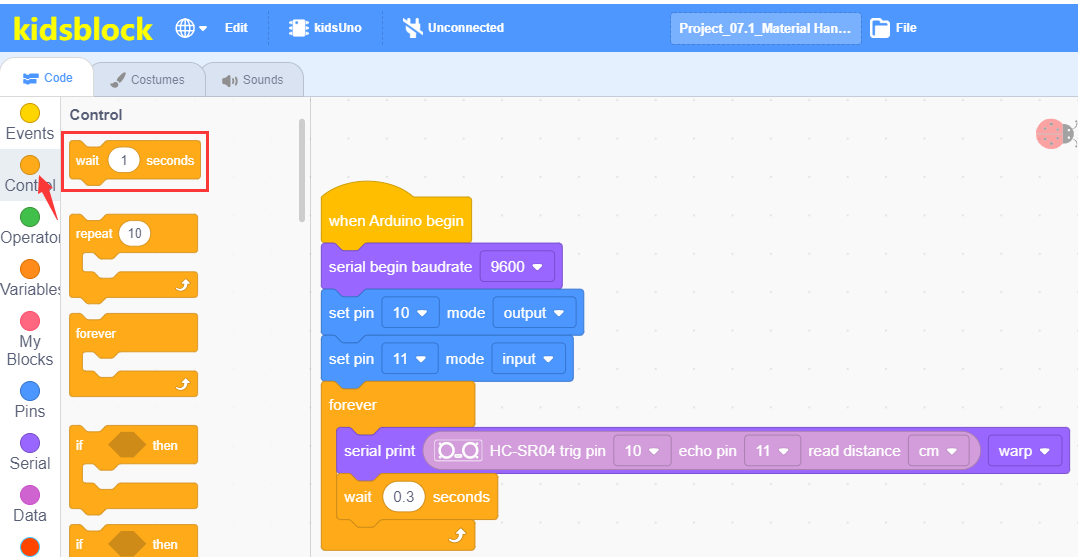 kidsblock Edit kidsUno Unconnected Project_07.1_Material Han... File
Code Costumes Sounds
Events
Control
Operator
Variables
My
Blocks
Pins
Serial
Data
Control
wait 1 seconds
repeat 10
forever
if then
if then
when Arduino begin
serial begin baudrate 9600
set pin 10 mode output
set pin 11 mode input
forever
serial print HC-SR04 trig pin 10 echo pin 11 read distance cm warp
wait 0.3 seconds